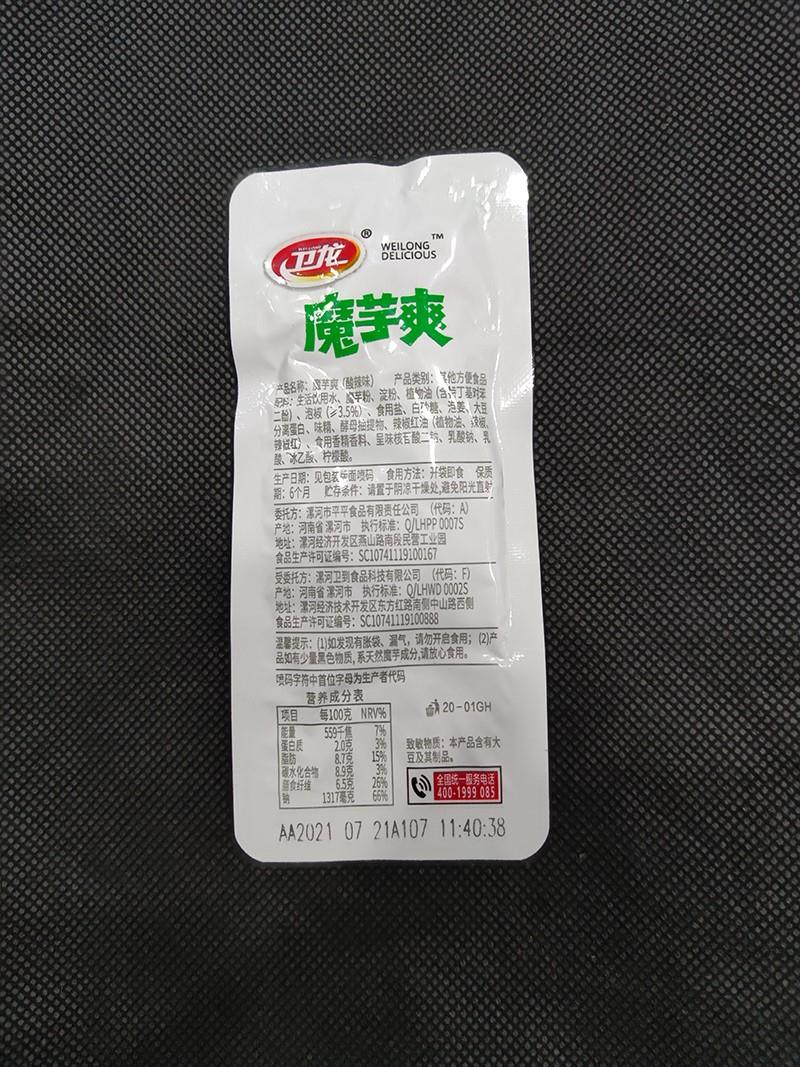 卫龙®
WEILONG DELICIOUS™
魔芋爽
产品名称：魔芋爽（酸辣味） 产品类别：其他方便食品
配料：生活饮用水、魔芋粉、淀粉、植物油（含特丁基对苯
二酚）、泡椒（≥3.5%）、食用盐、白砂糖、泡姜、大豆
分离蛋白、味精、酵母抽提物、辣椒红油（植物油、辣椒、
辣椒红）、食用香精香料、呈味核苷酸二钠、乳酸钠、乳
酸、冰乙酸、柠檬酸。
生产日期：见包装背面喷码 食用方法：开袋即食 保质
期：6个月 贮存条件：请置于阴凉干燥处,避免阳光直射
委托方：漯河市平平食品有限责任公司 （代码：A）
产地：河南省 漯河市 执行标准：Q/LHPP 0007S
地址：漯河经济开发区燕山路南段民营工业园
食品生产许可证编号：SC10741119100167
受委托方：漯河卫到食品科技有限公司 （代码：F）
产地：河南省 漯河市 执行标准：Q/LHWD 0002S
地址：漯河经济技术开发区东方红路南侧中山路西侧
食品生产许可证编号：SC10741119100888
温馨提示：(1)如发现有胀袋、漏气，请勿开启食用；(2)产
品如有少量黑色物质,系天然魔芋成分,请放心食用。
喷码字符中首位字母为生产者代码
营养成分表
项目 每100克 NRV%
能量 559千焦 7%
蛋白质 2.0克 3%
脂肪 8.7克 15%
碳水化合物 8.9克 3%
膳食纤维 6.5克 26%
钠 1317毫克 66%
20-01GH
致敏物质：本产品含有大
豆及其制品。
全国统一服务电话
400-1999 085
AA2021 07 21A107 11:40:38